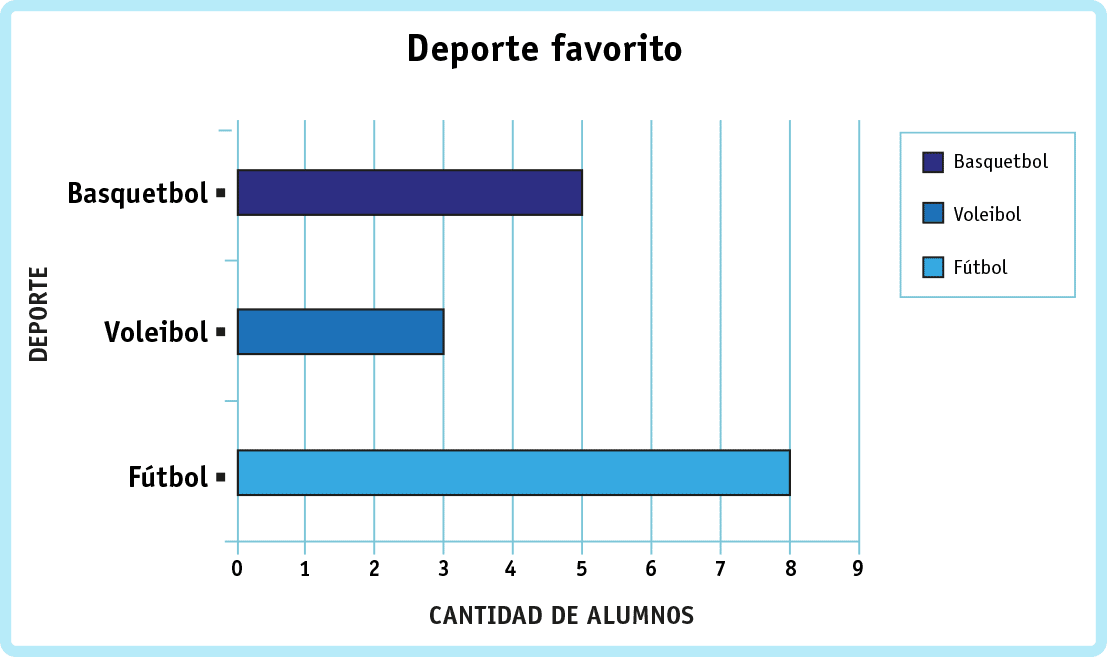 Deporte favorito
Basquetbol
Voleibol
Fútbol
DEPORTE
0 1 2 3 4 5 6 7 8 9
CANTIDAD DE ALUMNOS
Basquetbol
Voleibol
Fútbol